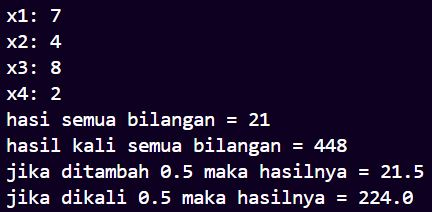 x1: 7
x2: 4
x3: 8
x4: 2
hasi semua bilangan = 21
hasil kali semua bilangan = 448
jika ditambah 0.5 maka hasilnya = 21.5
jika dikali 0.5 maka hasilnya = 224.0